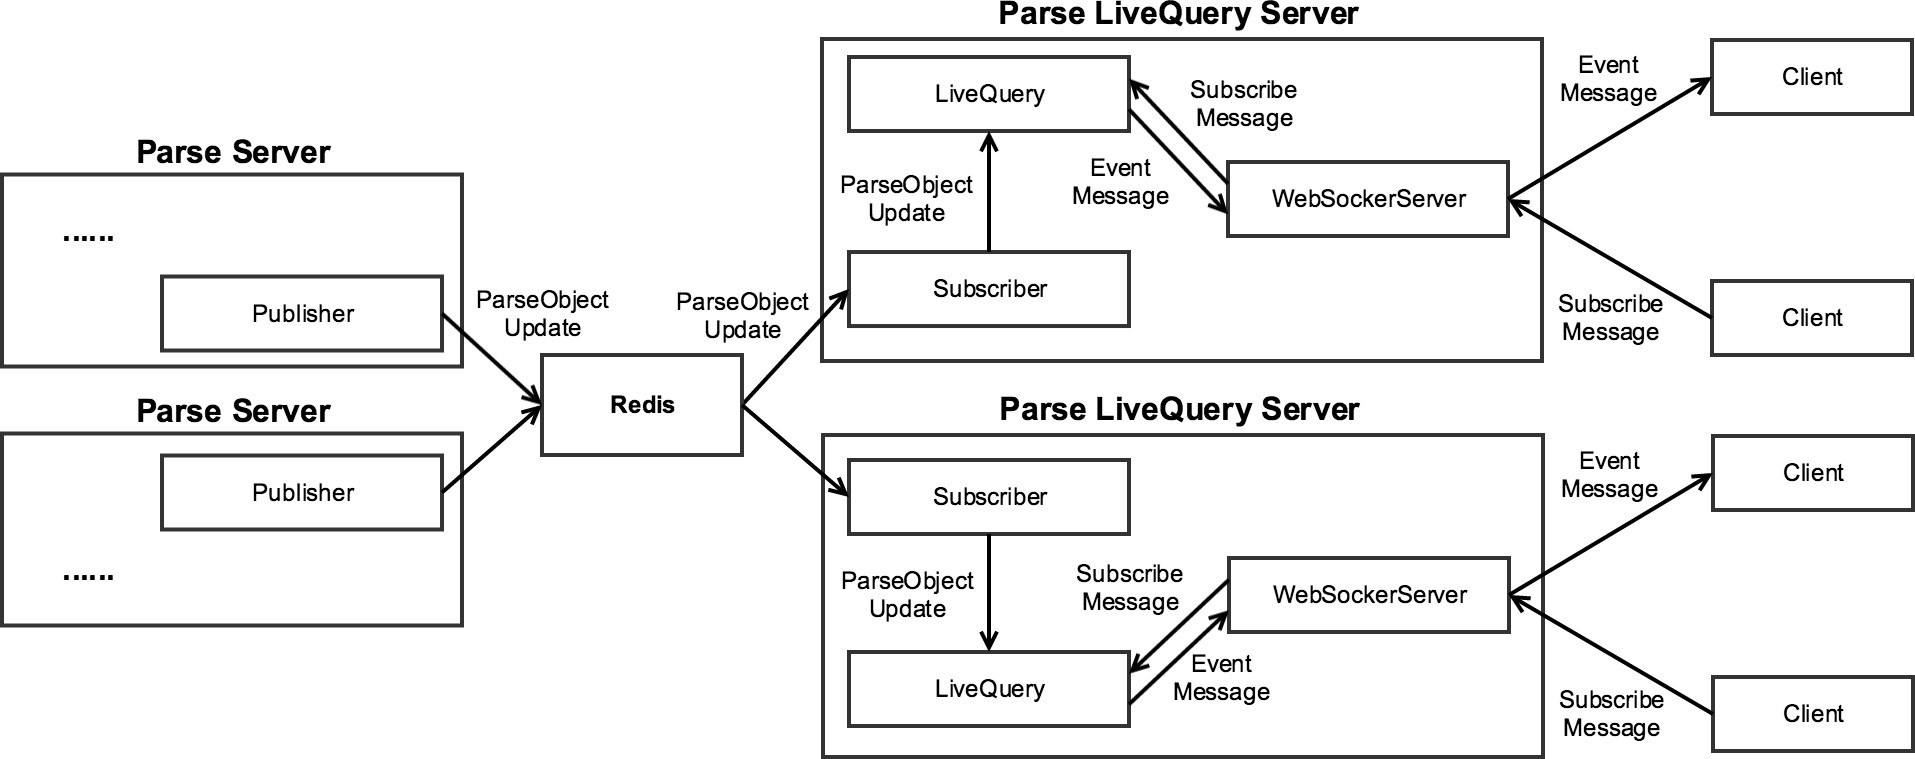 Parse LiveQuery Server
LiveQuery
Subscribe
Message
Event
Message
Client
Parse Server
......
Publisher
ParseObject
Update
ParseObject
Update
ParseObject
Update
Event
Message
WebSockerServer
Subscriber
Subscribe
Message
Client
Redis
Parse Server
Publisher
......
Parse LiveQuery Server
Subscriber
ParseObject
Update
Subscribe
Message
WebSockerServer
Event
Message
Client
LiveQuery
Event
Message
Subscribe
Message
Client